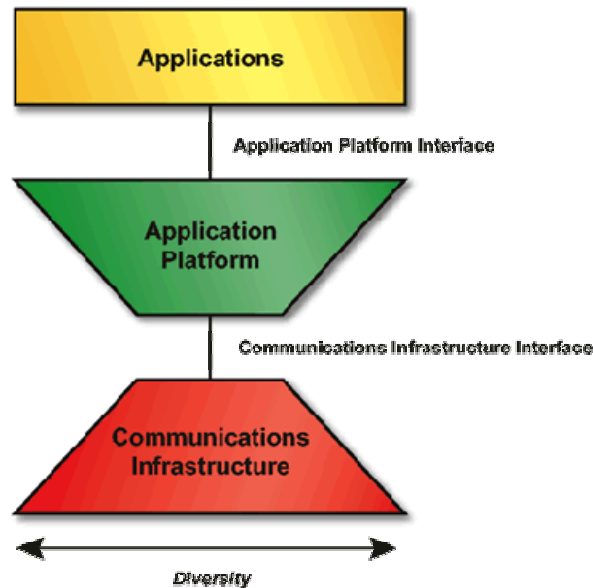 Applications
Application Platform Interface
Application
Platform
Communications Infrastructure Interface
Communications
Infrastructure
Diversity